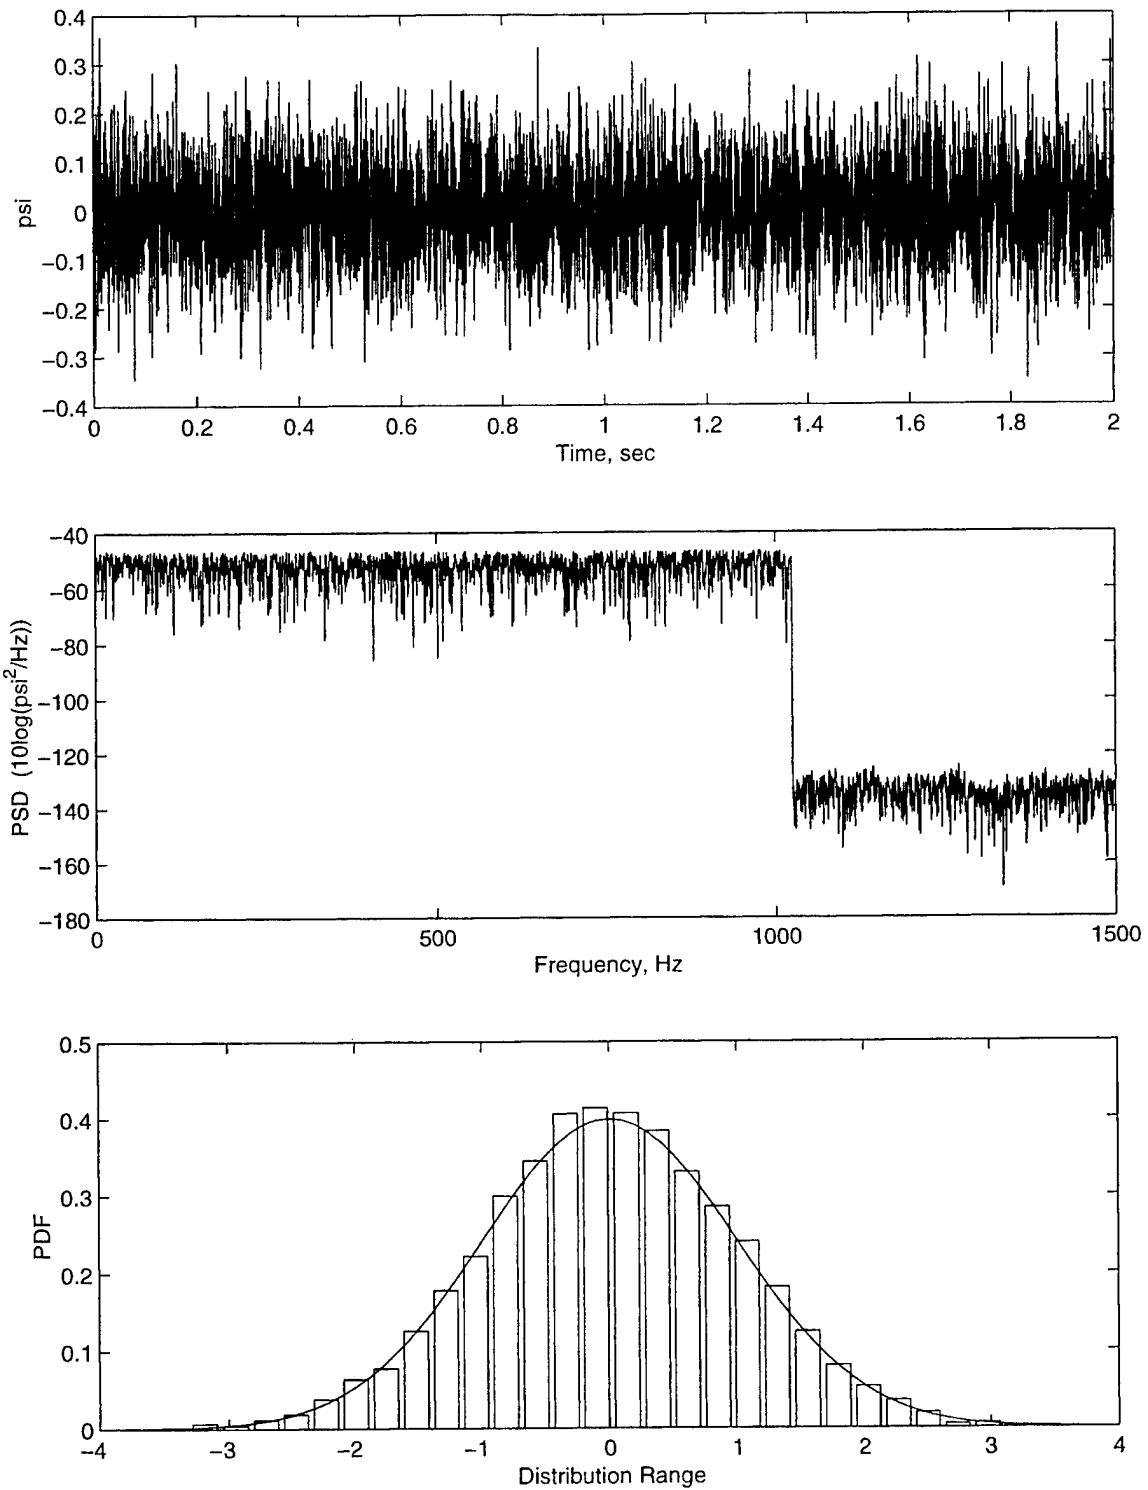 0.4
0.3
0.2
0.1
0
−0.1
−0.2
−0.3
−0.4
psi
0 0.2 0.4 0.6 0.8 1 1.2 1.4 1.6 1.8 2
Time, sec
−40
−60
−80
−100
−120
−140
−160
−180
PSD (10log(psi²/Hz))
0 500 1000 1500
Frequency, Hz
0.5
0.4
0.3
0.2
0.1
0
PDF
−4 −3 −2 −1 0 1 2 3 4
Distribution Range